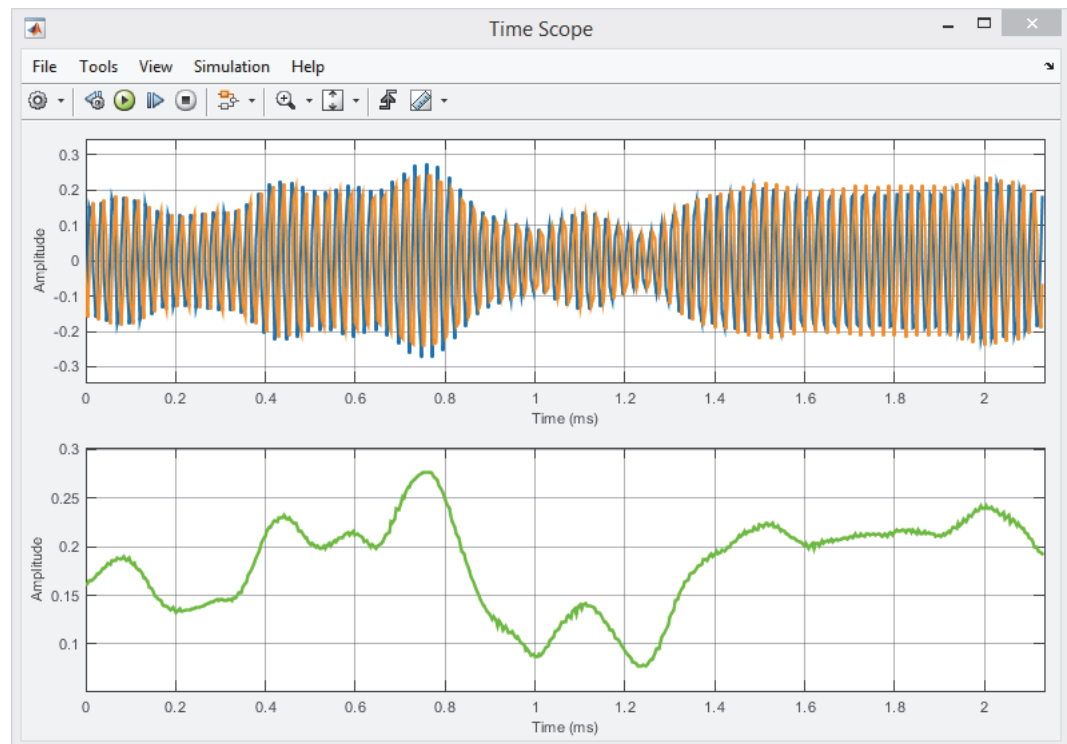 Time Scope
File Tools View Simulation Help
0.3
0.2
0.1
0
-0.1
-0.2
-0.3
Amplitude
0 0.2 0.4 0.6 0.8 1 1.2 1.4 1.6 1.8 2
Time (ms)
0.3
0.25
0.2
0.15
0.1
Amplitude
0 0.2 0.4 0.6 0.8 1 1.2 1.4 1.6 1.8 2
Time (ms)